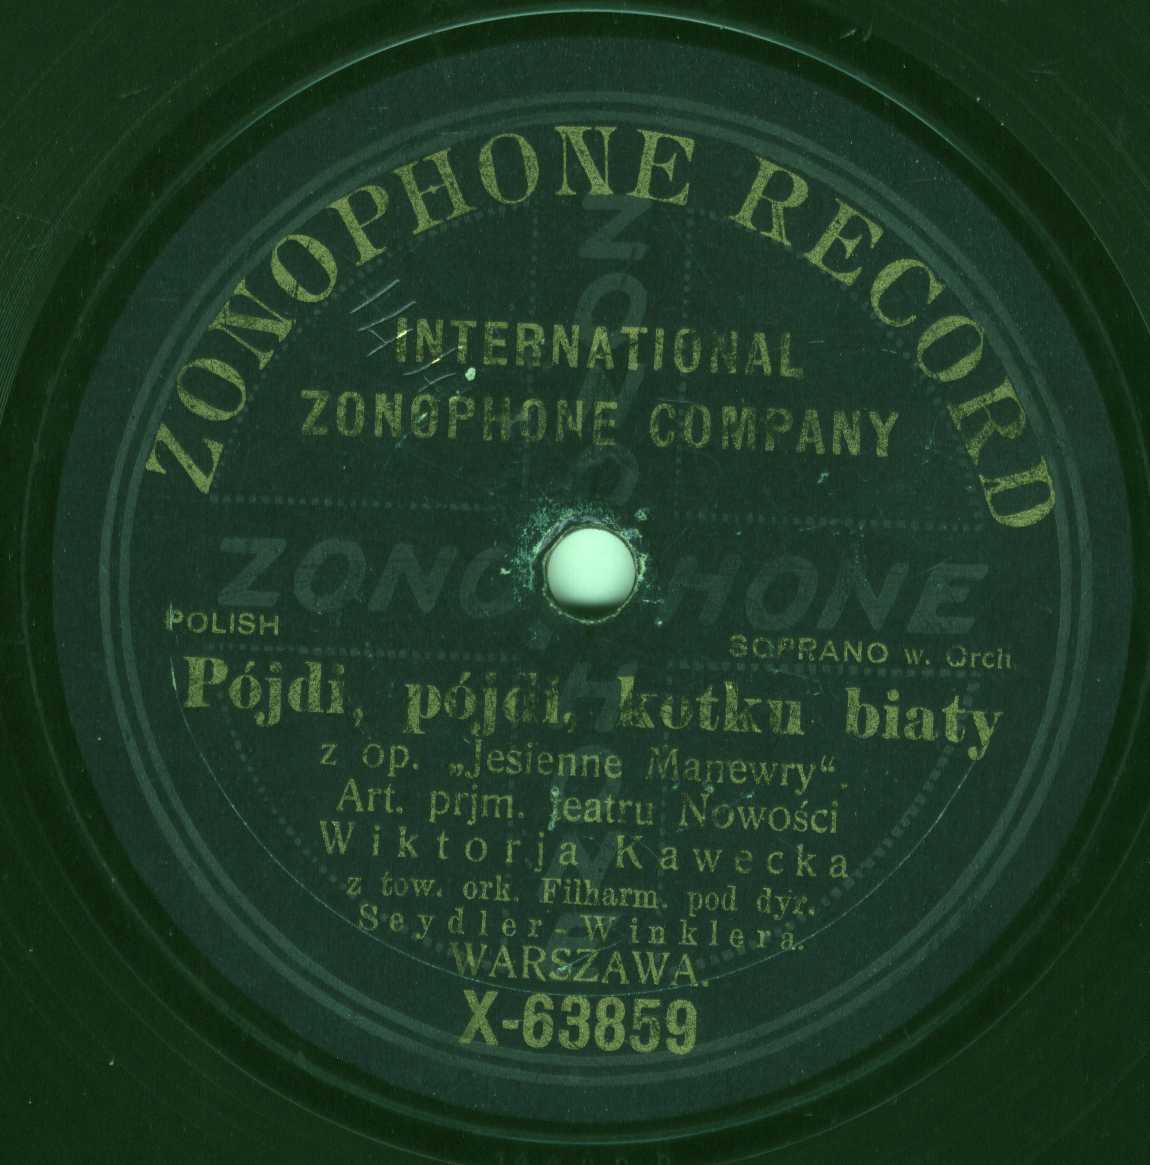 ZONOPHONE RECORD
INTERNATIONAL
ZONOPHONE COMPANY
ZONOPHONE
ZONOPHONE
POLISH
SOPRANO w. Orch.
Pójdi, pójdi, kotku biaty
z op. „Jesienne Manewry“.
Art. prjm. teatru Nowości
Wiktorja Kawecka
z tow. ork. Filharm. pod dyr.
Seydler-Winklera.
WARSZAWA.
X-63859